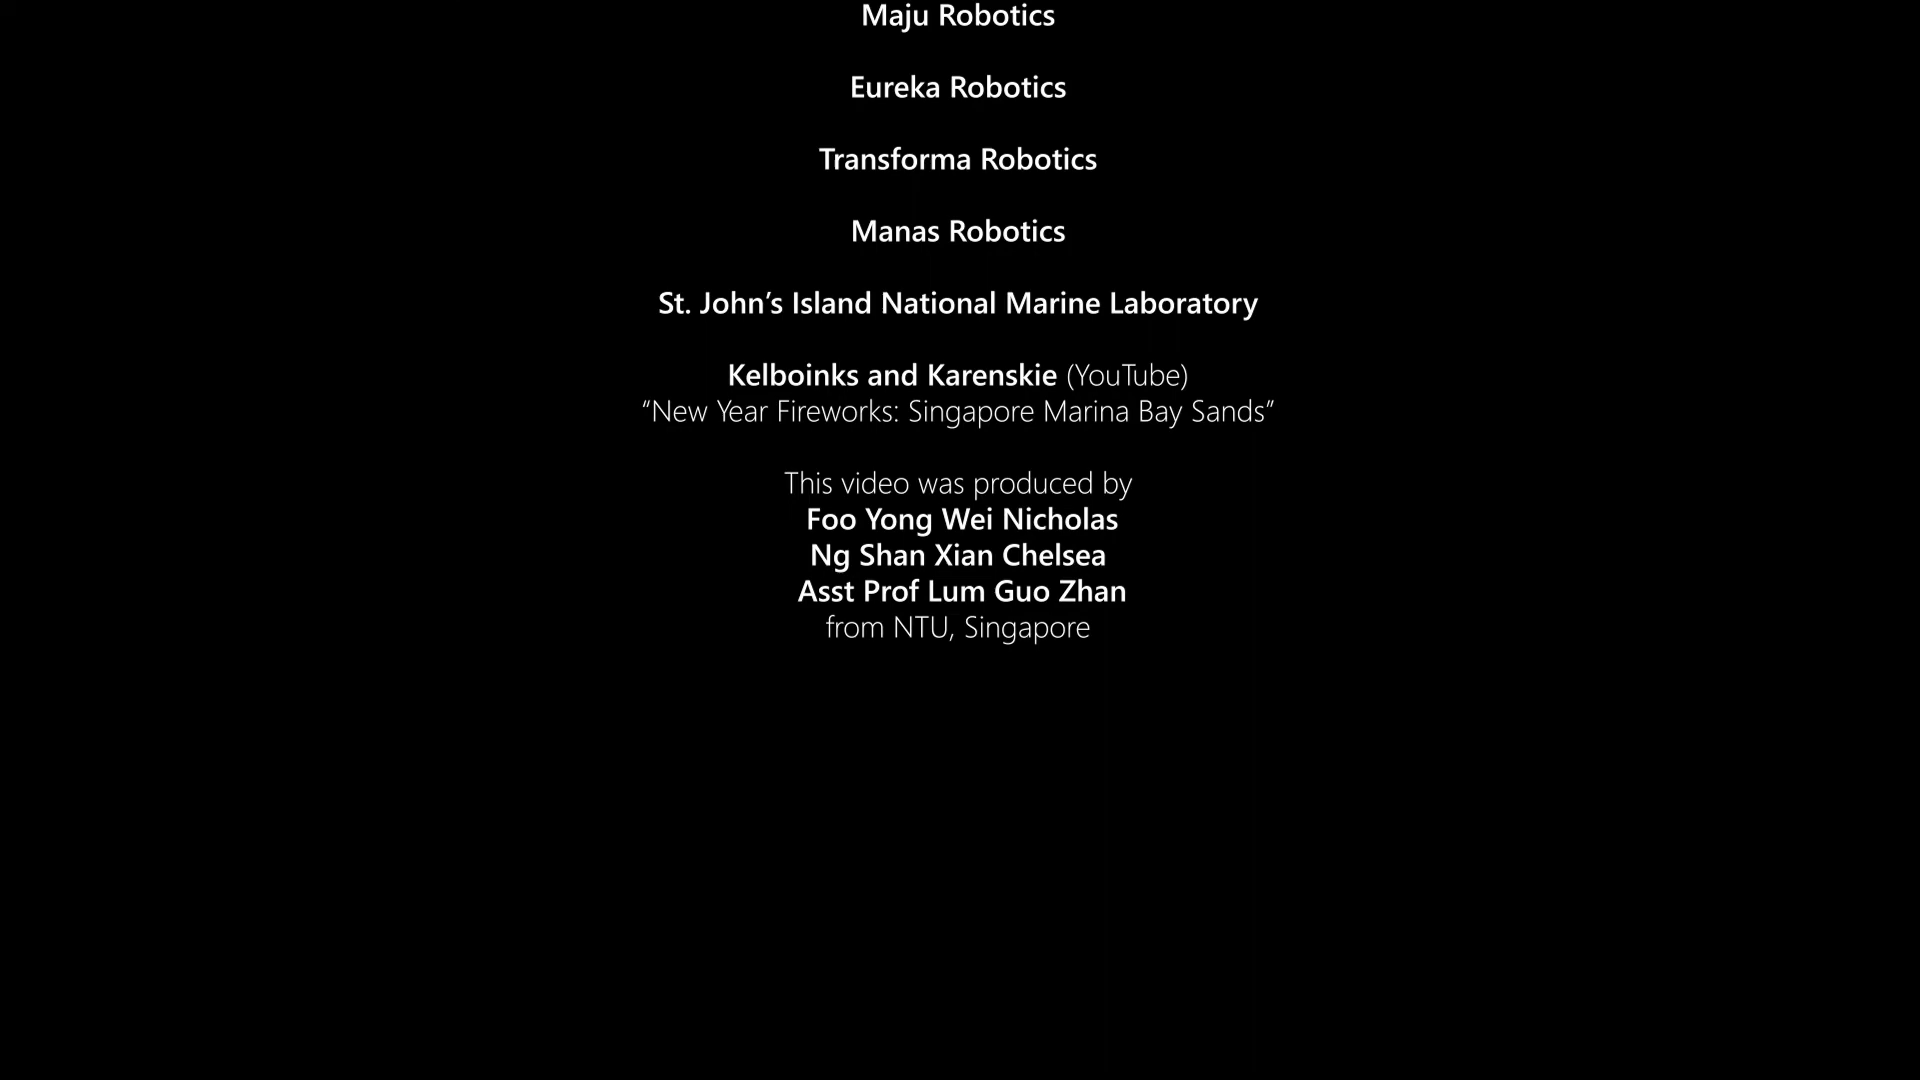 Maju Robotics
Eureka Robotics
Transforma Robotics
Manas Robotics
St. John’s Island National Marine Laboratory
Kelboinks and Karenskie (YouTube)
“New Year Fireworks: Singapore Marina Bay Sands”
This video was produced by
Foo Yong Wei Nicholas
Ng Shan Xian Chelsea
Asst Prof Lum Guo Zhan
from NTU, Singapore